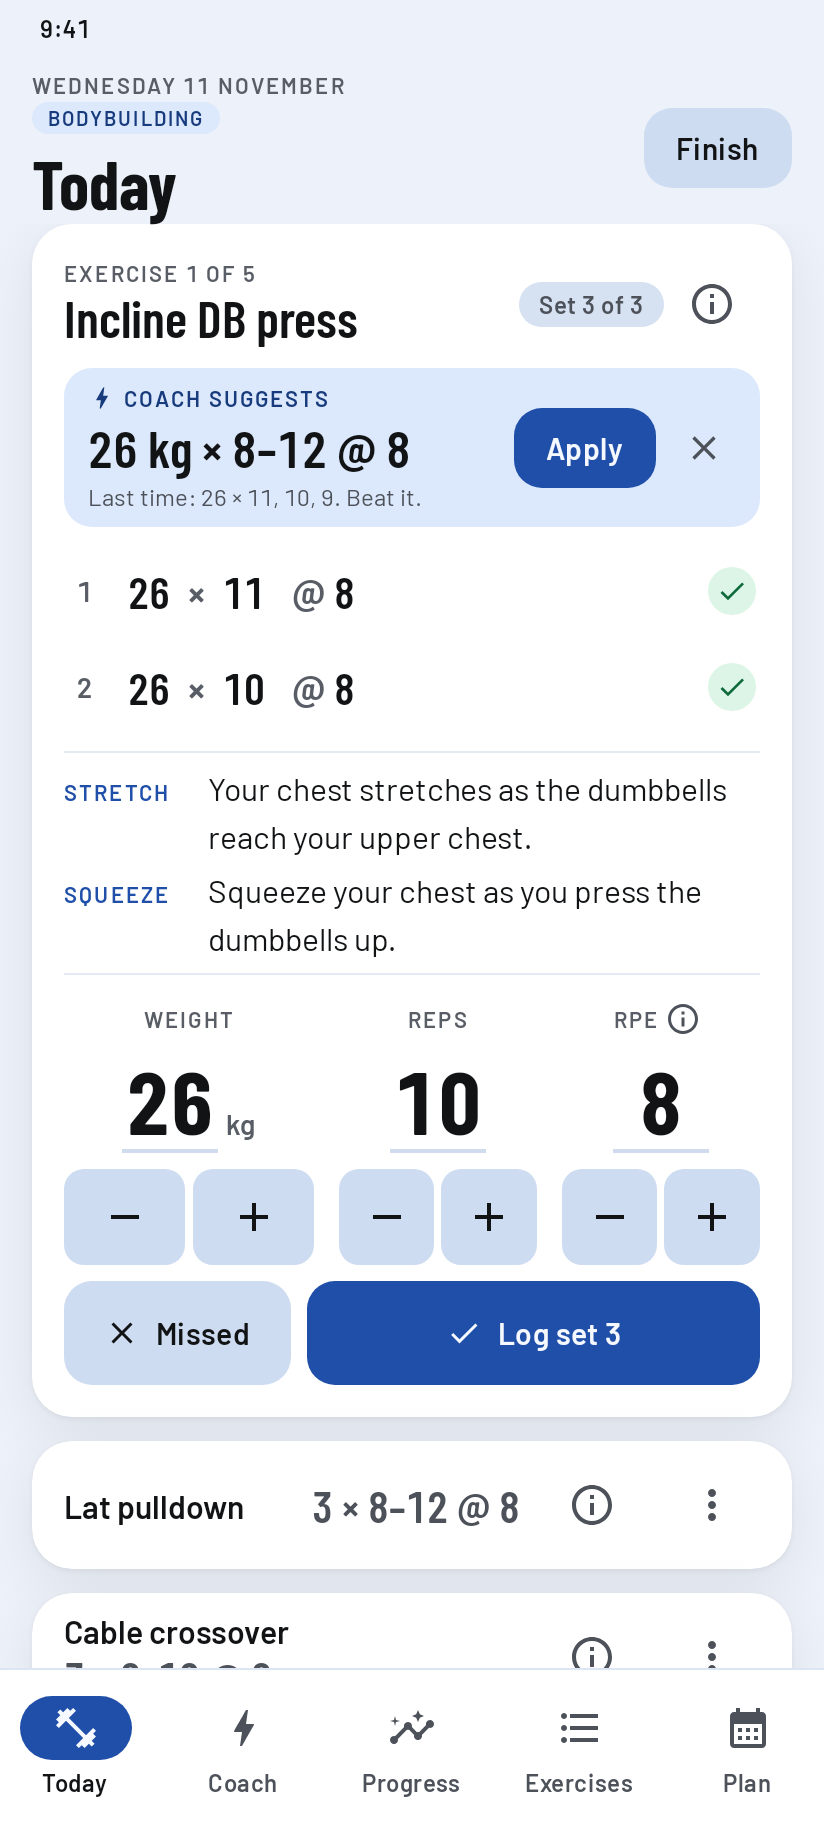 9:41
WEDNESDAY 11 NOVEMBER
BODYBUILDING
Today
Finish
EXERCISE 1 OF 5
Incline DB press
Set 3 of 3
COACH SUGGESTS
26 kg × 8–12 @ 8
Last time: 26 × 11, 10, 9. Beat it.
Apply
1 26 × 11 @ 8
2 26 × 10 @ 8
STRETCH Your chest stretches as the dumbbells
reach your upper chest.
SQUEEZE Squeeze your chest as you press the
dumbbells up.
WEIGHT REPS RPE
26 kg 10 8
Missed Log set 3
Lat pulldown 3 × 8–12 @ 8
Cable crossover
Today Coach Progress Exercises Plan